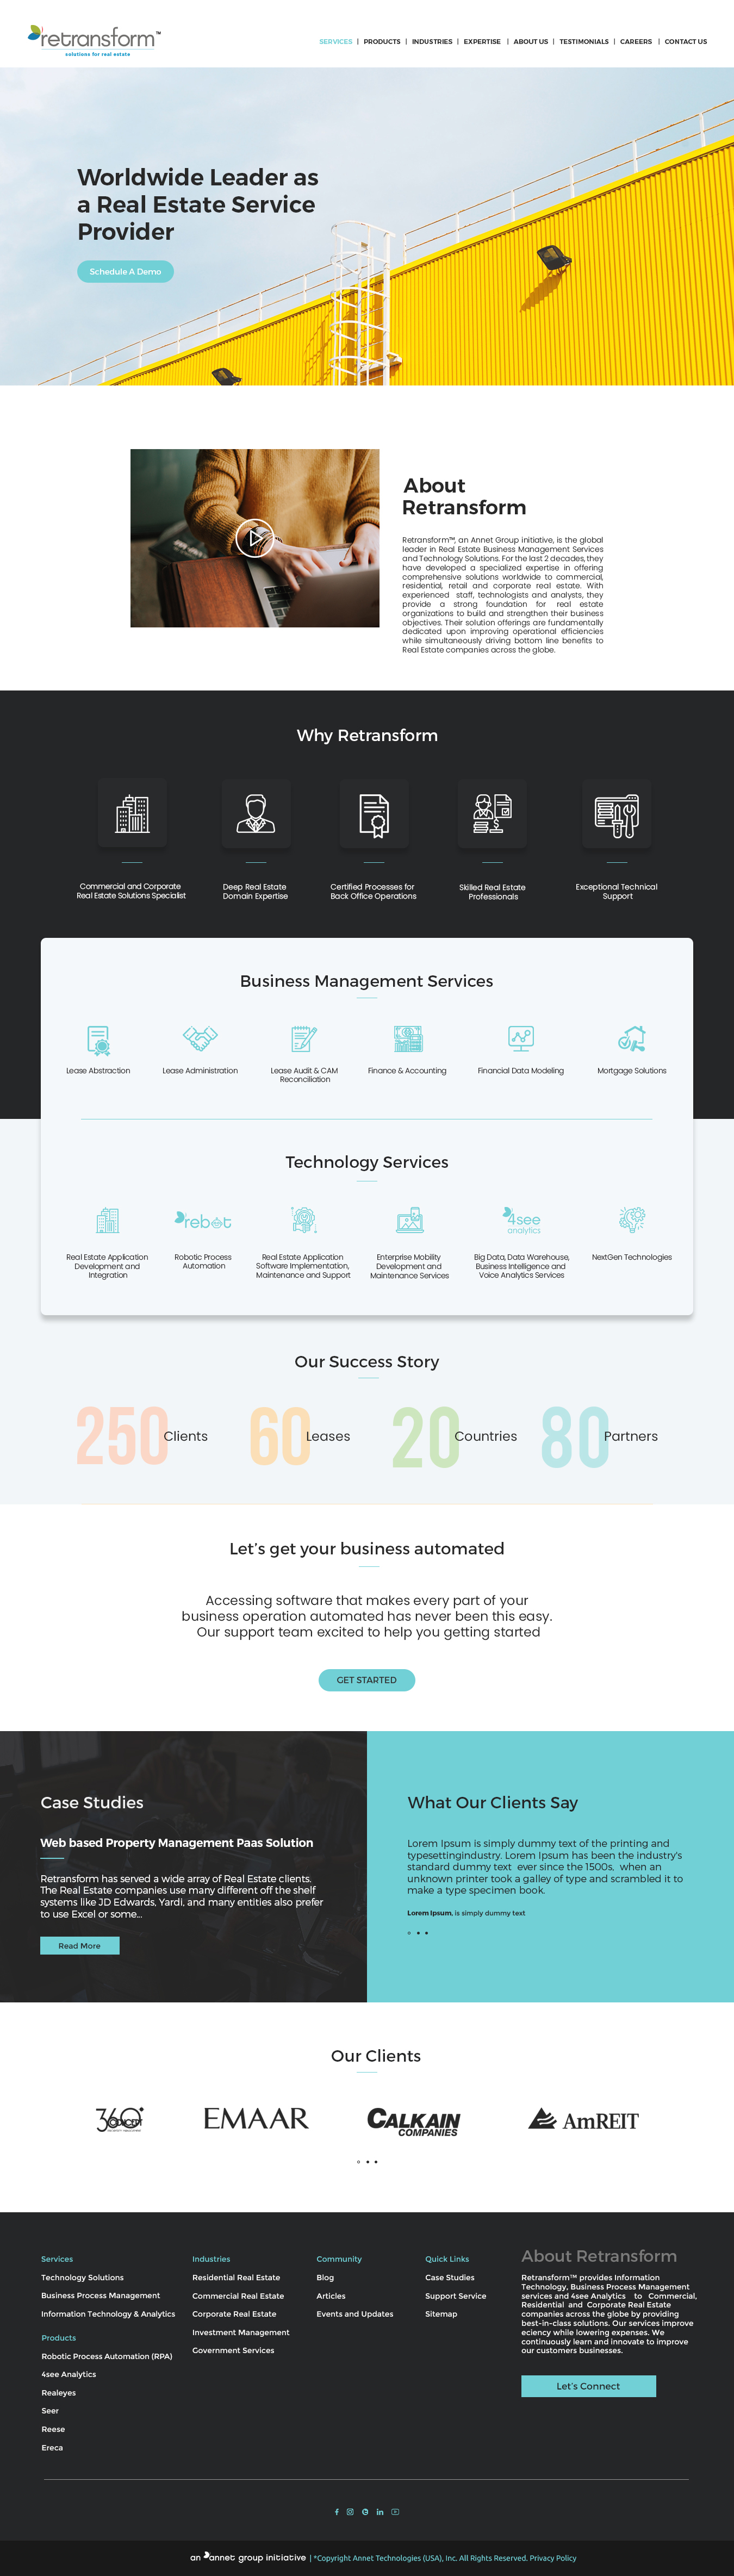 retransform™
solutions for real estate
SERVICES | PRODUCTS | INDUSTRIES | EXPERTISE | ABOUT US | TESTIMONIALS | CAREERS | CONTACT US
Worldwide Leader as
a Real Estate Service
Provider
Schedule A Demo
About
Retransform
Retransform™, an Annet Group initiative, is the global
leader in Real Estate Business Management Services
and Technology Solutions. For the last 2 decades, they
have developed a specialized expertise in offering
comprehensive solutions worldwide to commercial,
residential, retail and corporate real estate. With
experienced staff, technologists and analysts, they
provide a strong foundation for real estate
organizations to build and strengthen their business
objectives. Their solution offerings are fundamentally
dedicated upon improving operational efficiencies
while simultaneously driving bottom line benefits to
Real Estate companies across the globe.
Why Retransform
Commercial and Corporate
Real Estate Solutions Specialist
Deep Real Estate
Domain Expertise
Certified Processes for
Back Office Operations
Skilled Real Estate
Professionals
Exceptional Technical
Support
Business Management Services
Lease Abstraction
Lease Administration
Lease Audit & CAM
Reconciliation
Finance & Accounting
Financial Data Modeling
Mortgage Solutions
Technology Services
rebot
4see
analytics
Real Estate Application
Development and
Integration
Robotic Process
Automation
Real Estate Application
Software Implementation,
Maintenance and Support
Enterprise Mobility
Development and
Maintenance Services
Big Data, Data Warehouse,
Business Intelligence and
Voice Analytics Services
NextGen Technologies
Our Success Story
250 Clients
60 Leases
20 Countries
80 Partners
Let's get your business automated
Accessing software that makes every part of your
business operation automated has never been this easy.
Our support team excited to help you getting started
GET STARTED
Case Studies
Web based Property Management Paas Solution
Retransform has served a wide array of Real Estate clients.
The Real Estate companies use many different off the shelf
systems like JD Edwards, Yardi, and many entities also prefer
to use Excel or some...
Read More
What Our Clients Say
Lorem Ipsum is simply dummy text of the printing and
typesettingindustry. Lorem Ipsum has been the industry's
standard dummy text ever since the 1500s, when an
unknown printer took a galley of type and scrambled it to
make a type specimen book.
Lorem Ipsum, is simply dummy text
Our Clients
360°
CONCEPT
EMAAR
CALKAIN
COMPANIES
AmREIT
Services
Technology Solutions
Business Process Management
Information Technology & Analytics
Products
Robotic Process Automation (RPA)
4see Analytics
Realeyes
Seer
Reese
Ereca
Industries
Residential Real Estate
Commercial Real Estate
Corporate Real Estate
Investment Management
Government Services
Community
Blog
Articles
Events and Updates
Quick Links
Case Studies
Support Service
Sitemap
About Retransform
Retransform™ provides Information
Technology, Business Process Management
services and 4see Analytics to Commercial,
Residential and Corporate Real Estate
companies across the globe by providing
best-in-class solutions. Our services improve
eciency while lowering expenses. We
continuously learn and innovate to improve
our customers businesses.
Let's Connect
an annet group initiative | *Copyright Annet Technologies (USA), Inc. All Rights Reserved. Privacy Policy